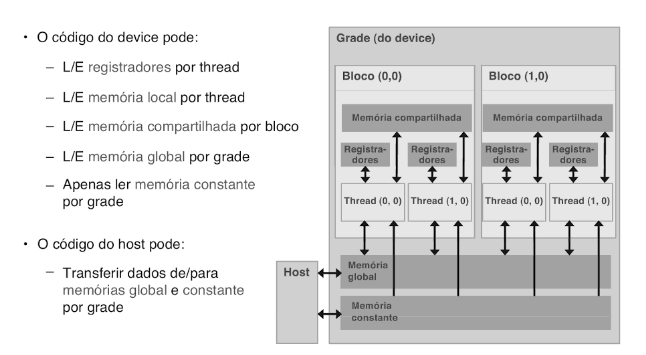 • O código do device pode:
– L/E registradores por thread
– L/E memória local por thread
– L/E memória compartilhada por bloco
– L/E memória global por grade
– Apenas ler memória constante
por grade
• O código do host pode:
– Transferir dados de/para
memórias global e constante
por grade
Grade (do device)
Bloco (0,0)
Bloco (1,0)
Memória compartilhada
Memória compartilhada
Registra-
dores
Registra-
dores
Registra-
dores
Registra-
dores
Thread (0, 0)
Thread (1, 0)
Thread (0, 0)
Thread (1, 0)
Host
Memória
global
Memória
constante